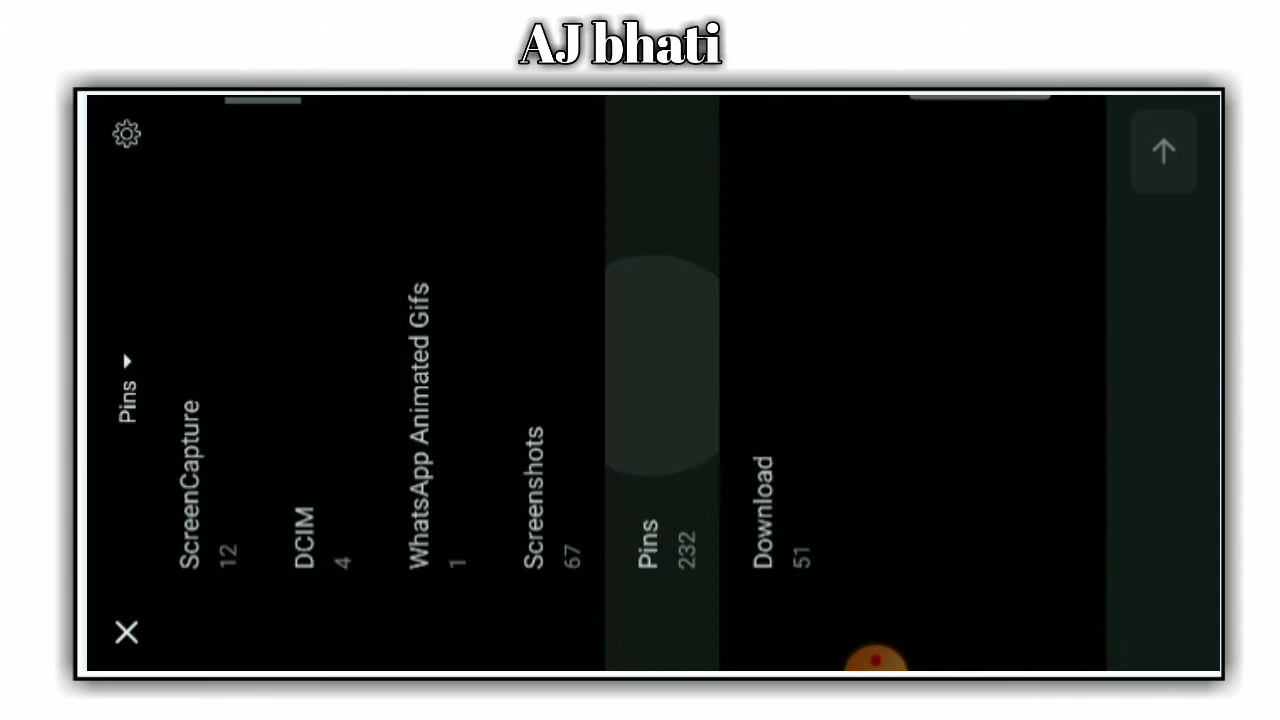 AJ bhati
Pins
ScreenCapture
12
DCIM
4
WhatsApp Animated Gifs
1
Screenshots
67
Pins
232
Download
51